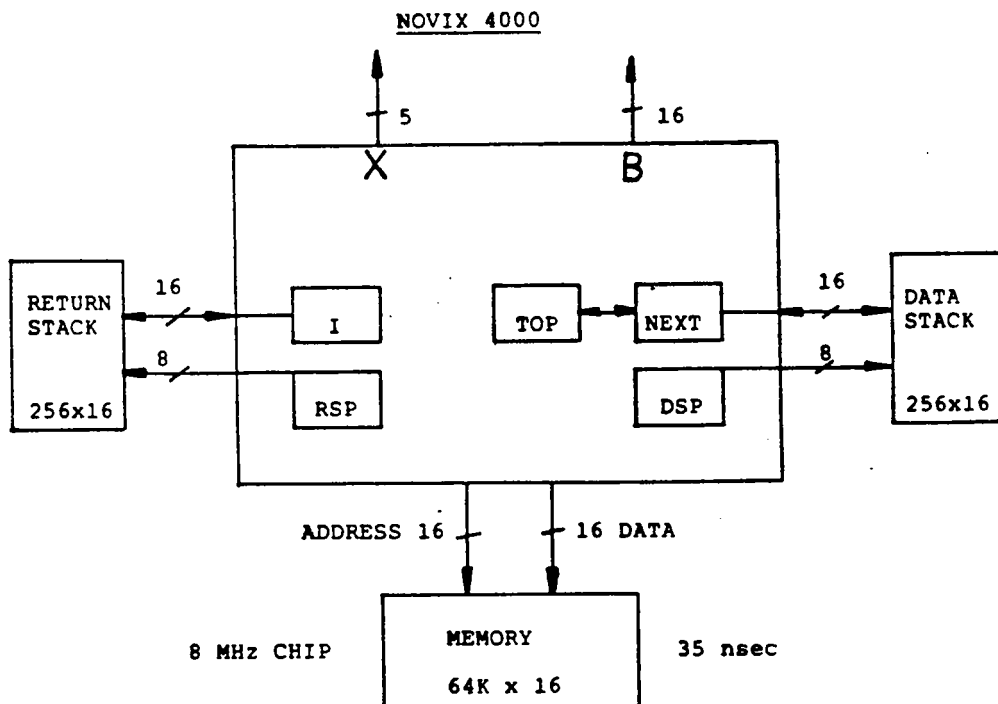 NOVIX 4000
5
16
X
B
RETURN
STACK
256x16
16
8
I
RSP
TOP
NEXT
DSP
16
8
DATA
STACK
256x16
ADDRESS 16
16 DATA
8 MHz CHIP
MEMORY
64K x 16
35 nsec